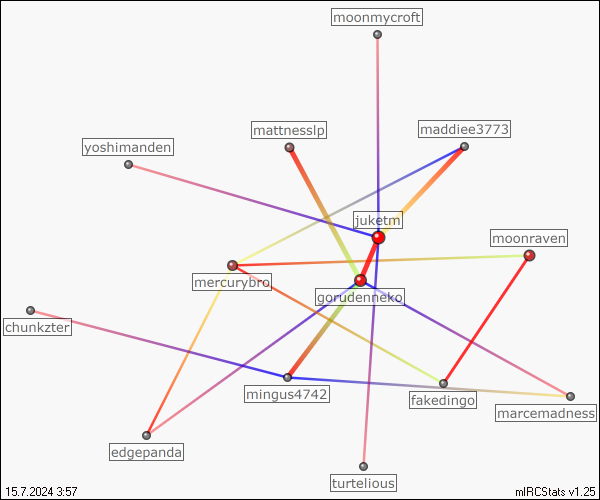 moonmycroft
mattnesslp
maddiee3773
yoshimanden
juketm
moonraven
mercurybro
gorudenneko
chunkzter
mingus4742
fakedingo
marcemadness
edgepanda
turtelious
15.7.2024 3:57
mIRCStats v1.25